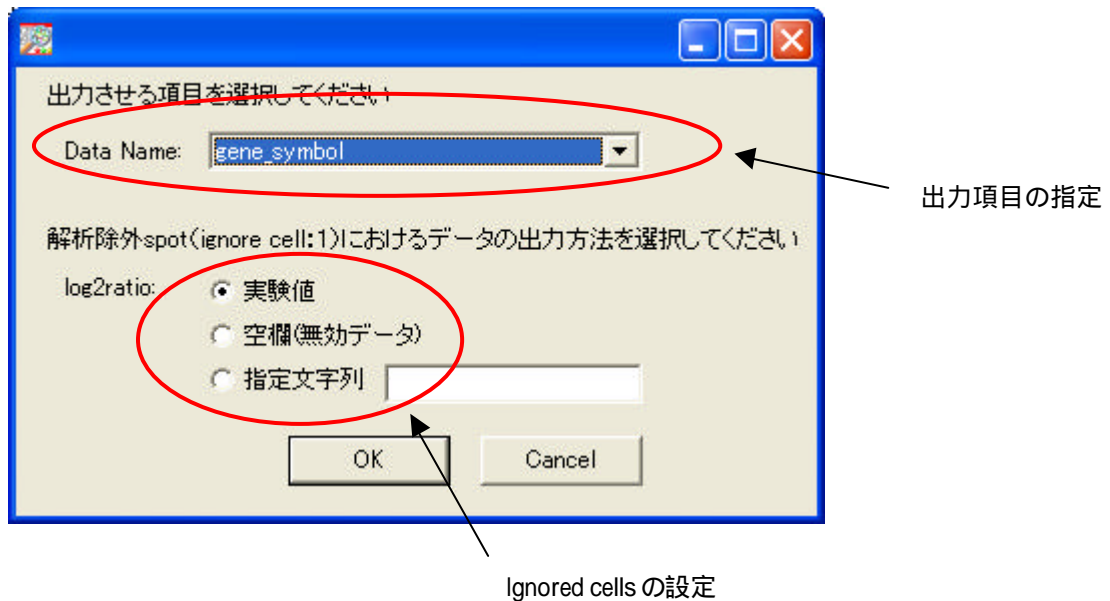 出力させる項目を選択してください
Data Name: gene_symbol
出力項目の指定
解析除外spot(ignore cell:1)におけるデータの出力方法を選択してください
log2ratio: 実験値
空欄(無効データ)
指定文字列
OK Cancel
Ignored cells の設定